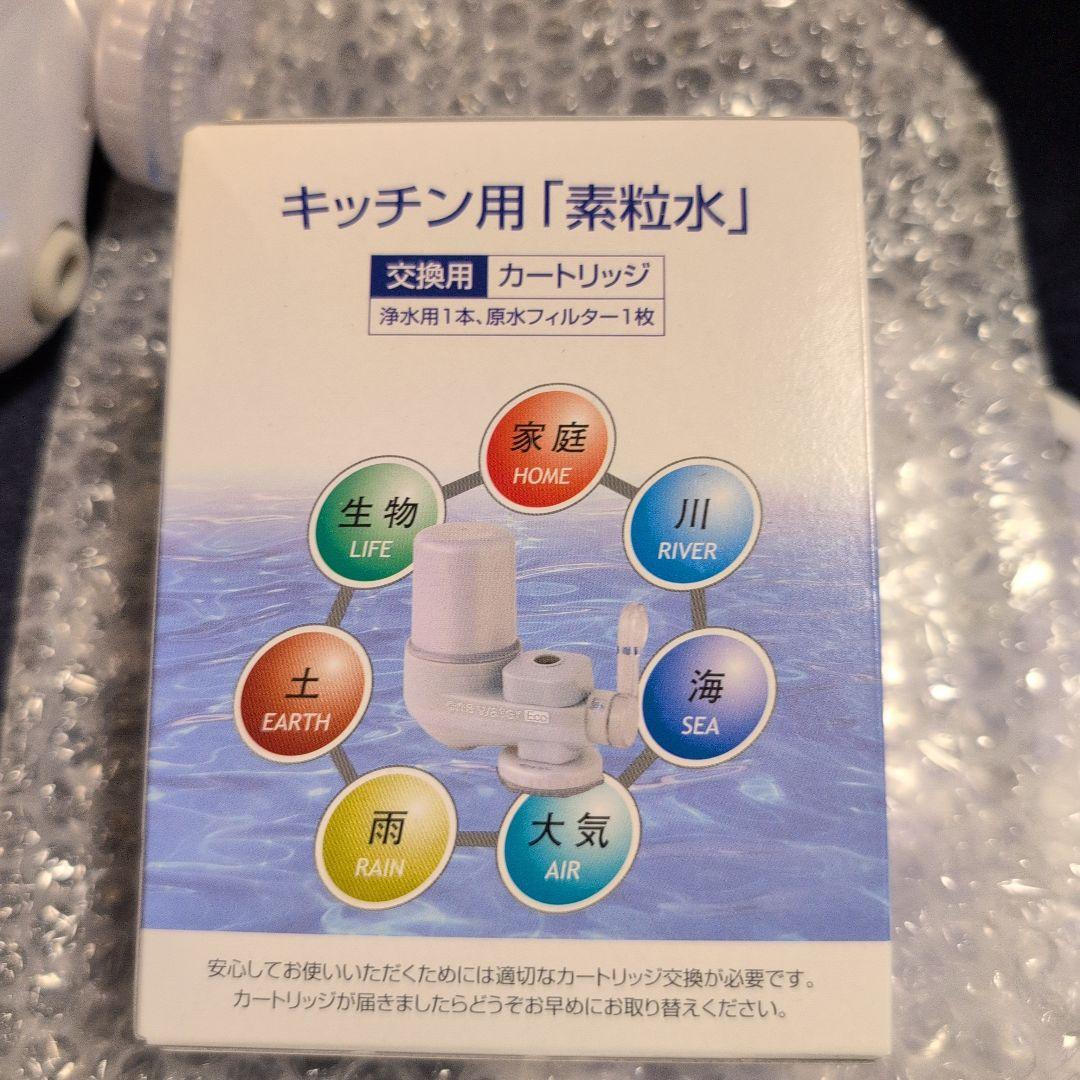 キッチン用「素粒水」
交換用 カートリッジ
浄水用1本、原水フィルター1枚
家庭
HOME
生物
LIFE
川
RIVER
土
EARTH
海
SEA
雨
RAIN
大気
AIR
Eco
安心してお使いいただくためには適切なカートリッジ交換が必要です。
カートリッジが届きましたらどうぞお早めにお取り替えください。